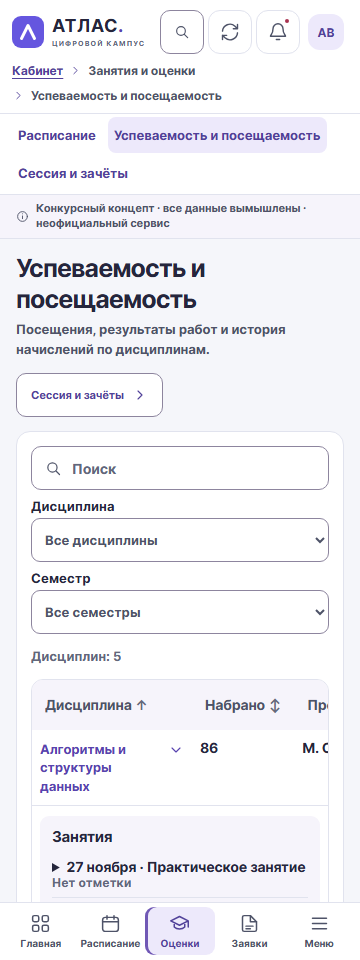 АТЛАС.
ЦИФРОВОЙ КАМПУС
АВ
Кабинет > Занятия и оценки
> Успеваемость и посещаемость
Расписание Успеваемость и посещаемость
Сессия и зачёты
Конкурсный концепт · все данные вымышлены ·
неофициальный сервис
Успеваемость и
посещаемость
Посещения, результаты работ и история
начислений по дисциплинам.
Сессия и зачёты >
Поиск
Дисциплина
Все дисциплины
Семестр
Все семестры
Дисциплин: 5
Дисциплина ↑ Набрано ↕
Алгоритмы и 86 М.
структуры
данных
Занятия
▶ 27 ноября · Практическое занятие
Нет отметки
Главная Расписание Оценки Заявки Меню